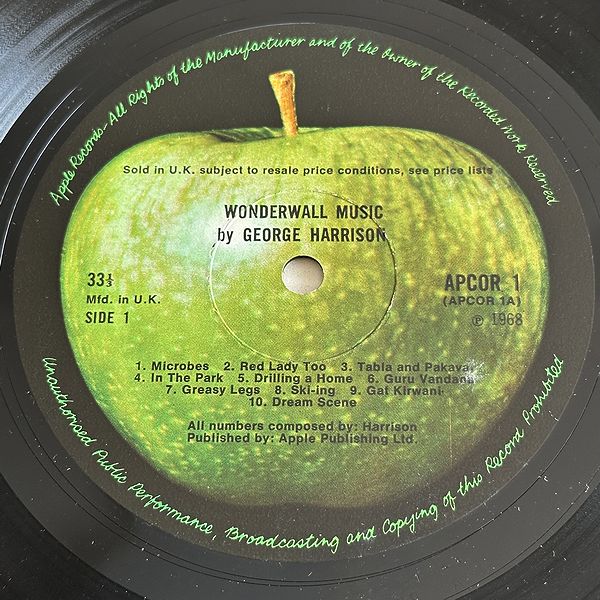 Apple Records-All Rights of the Manufacturer and of the Owner of the Recorded Work Reserved
Sold in U.K. subject to resale price conditions, see price lists
WONDERWALL MUSIC
by GEORGE HARRISON
33⅓
Mfd. in U.K.
SIDE 1
APCOR 1
(APCOR 1A)
℗ 1968
1. Microbes 2. Red Lady Too 3. Tabla and Pakavaj
4. In The Park 5. Drilling a Home 6. Guru Vandana
7. Greasy Legs 8. Ski-ing 9. Gat Kirwani
10. Dream Scene
All numbers composed by: Harrison
Published by: Apple Publishing Ltd.
Unauthorised Public Performance, Broadcasting and Copying of this Record Prohibited